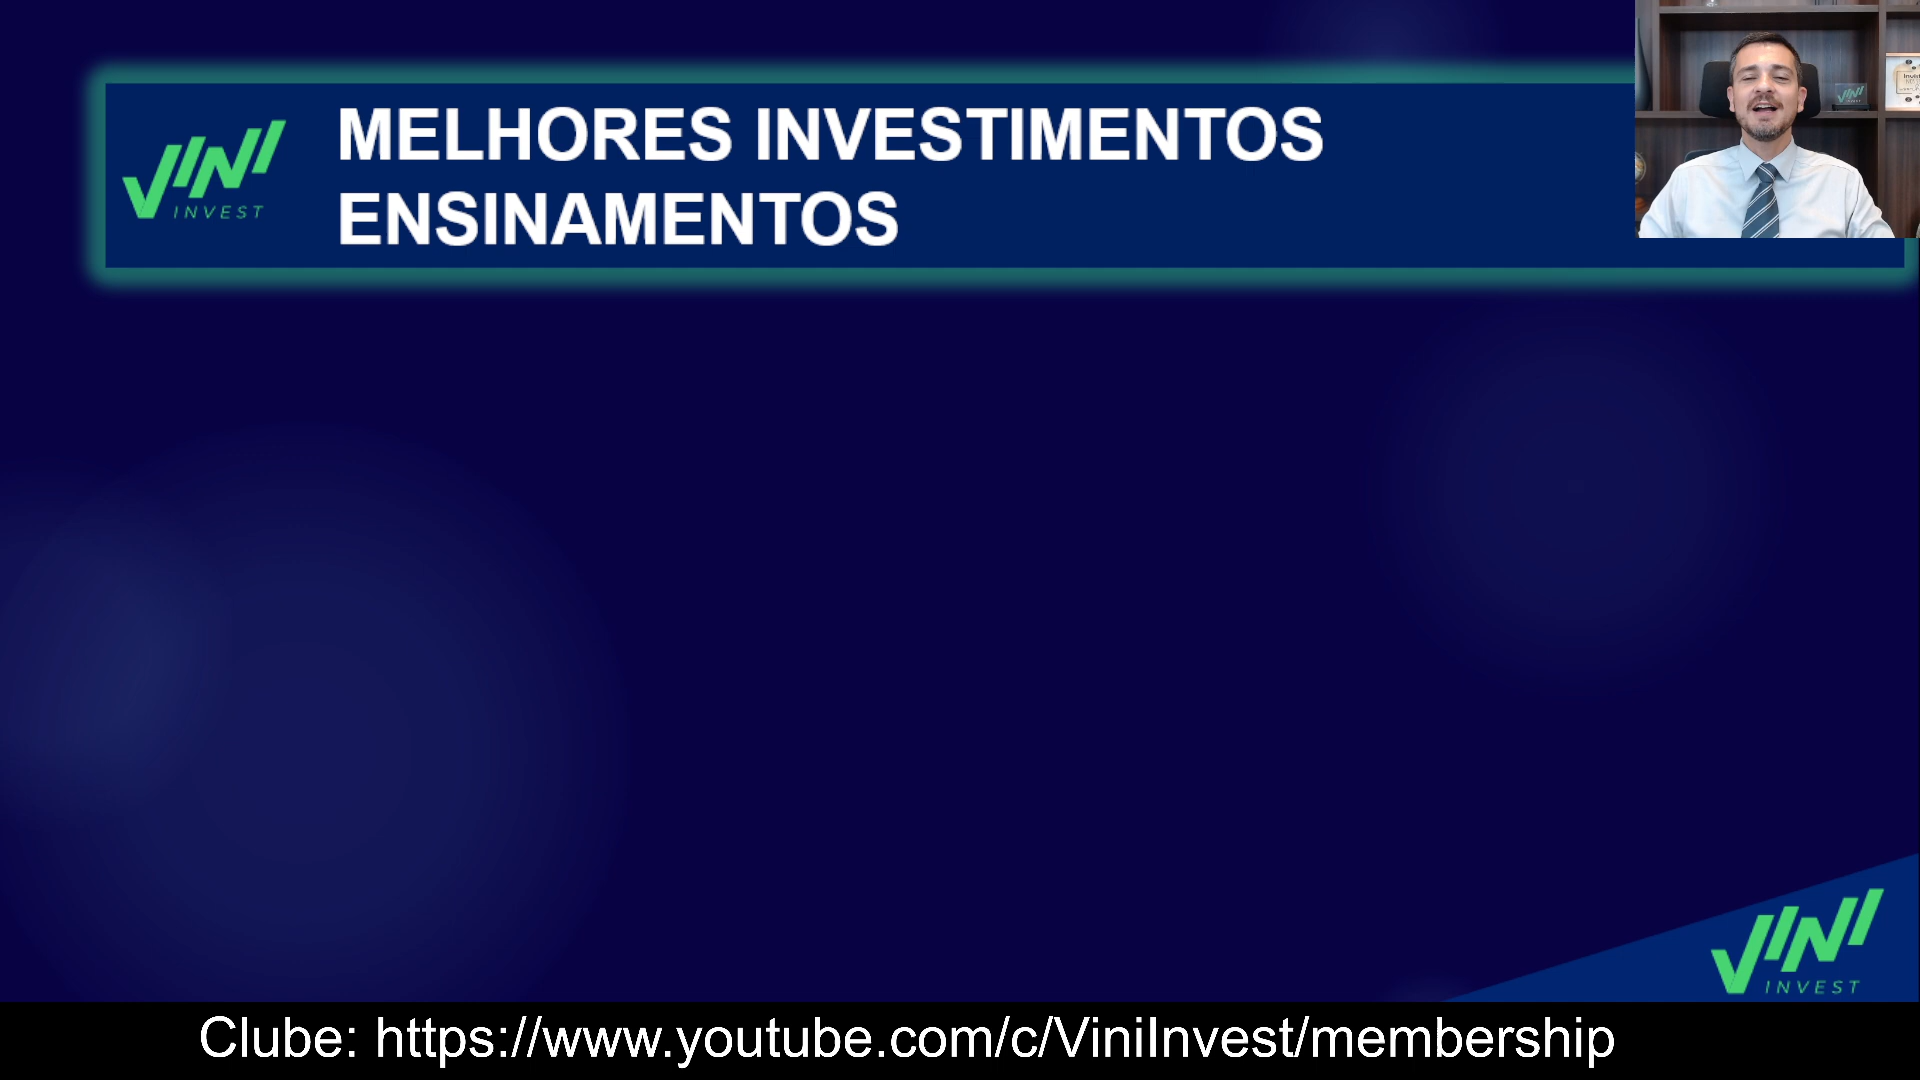 MELHORES INVESTIMENTOS
ENSINAMENTOS
VINI
INVEST
VINI
INVEST
Clube: https://www.youtube.com/c/ViniInvest/membership